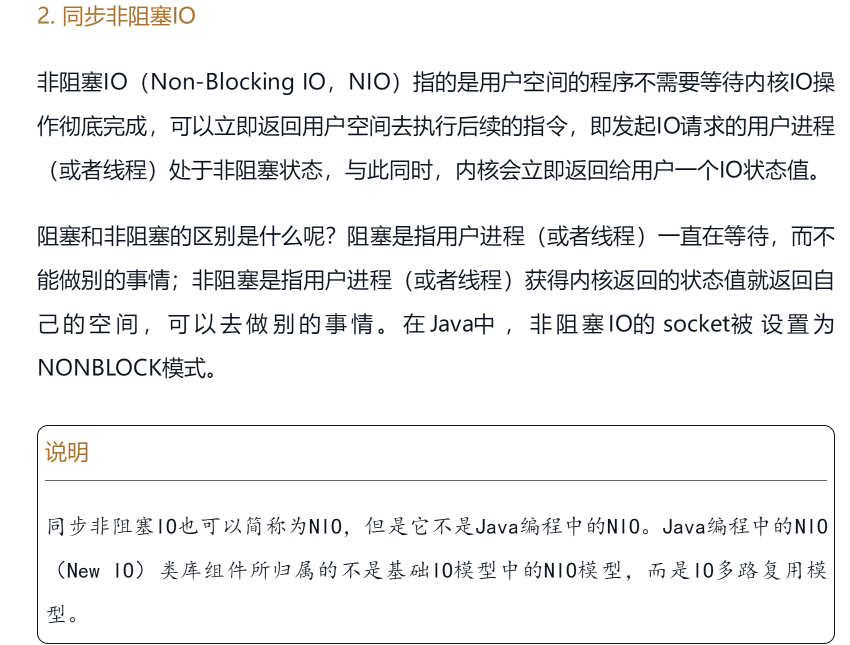 2. 同步非阻塞IO
非阻塞IO（Non-Blocking IO，NIO）指的是用户空间的程序不需要等待内核IO操
作彻底完成，可以立即返回用户空间去执行后续的指令，即发起IO请求的用户进程
（或者线程）处于非阻塞状态，与此同时，内核会立即返回给用户一个IO状态值。
阻塞和非阻塞的区别是什么呢？阻塞是指用户进程（或者线程）一直在等待，而不
能做别的事情；非阻塞是指用户进程（或者线程）获得内核返回的状态值就返回自
己的空间，可以去做别的事情。在Java中，非阻塞IO的 socket被 设置为
NONBLOCK模式。
说明
同步非阻塞IO也可以简称为NIO，但是它不是Java编程中的NIO。Java编程中的NIO
（New IO）类库组件所归属的不是基础IO模型中的NIO模型，而是IO多路复用模
型。